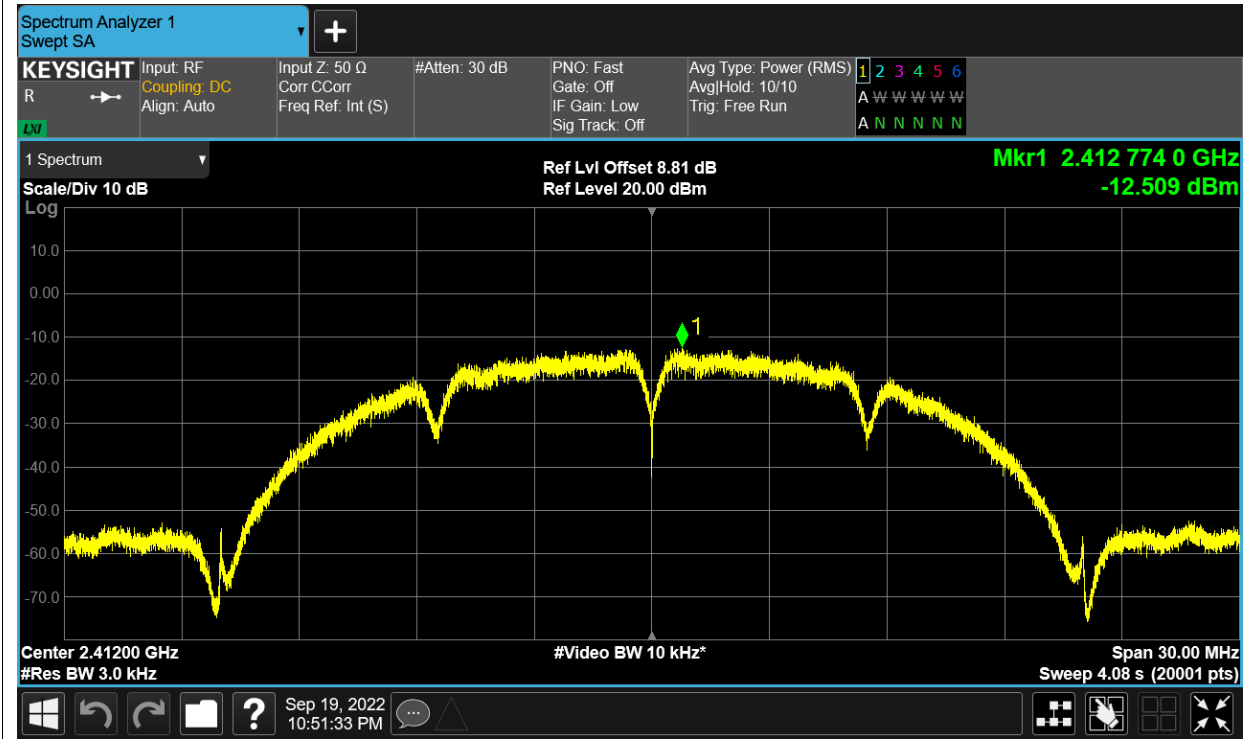 Spectrum Analyzer 1
Swept SA
KEYSIGHT
R
LXI
Input: RF
Coupling: DC
Align: Auto
Input Z: 50 Ω
Corr CCorr
Freq Ref: Int (S)
#Atten: 30 dB
PNO: Fast
Gate: Off
IF Gain: Low
Sig Track: Off
Avg Type: Power (RMS)
Avg|Hold: 10/10
Trig: Free Run
1 2 3 4 5 6
A W W W W W
A N N N N N
1 Spectrum
Scale/Div 10 dB
Log
Ref Lvl Offset 8.81 dB
Ref Level 20.00 dBm
Mkr1 2.412 774 0 GHz
-12.509 dBm
10.0
0.00
-10.0
-20.0
-30.0
-40.0
-50.0
-60.0
-70.0
1
Center 2.41200 GHz
#Res BW 3.0 kHz
#Video BW 10 kHz*
Span 30.00 MHz
Sweep 4.08 s (20001 pts)
?
Sep 19, 2022
10:51:33 PM